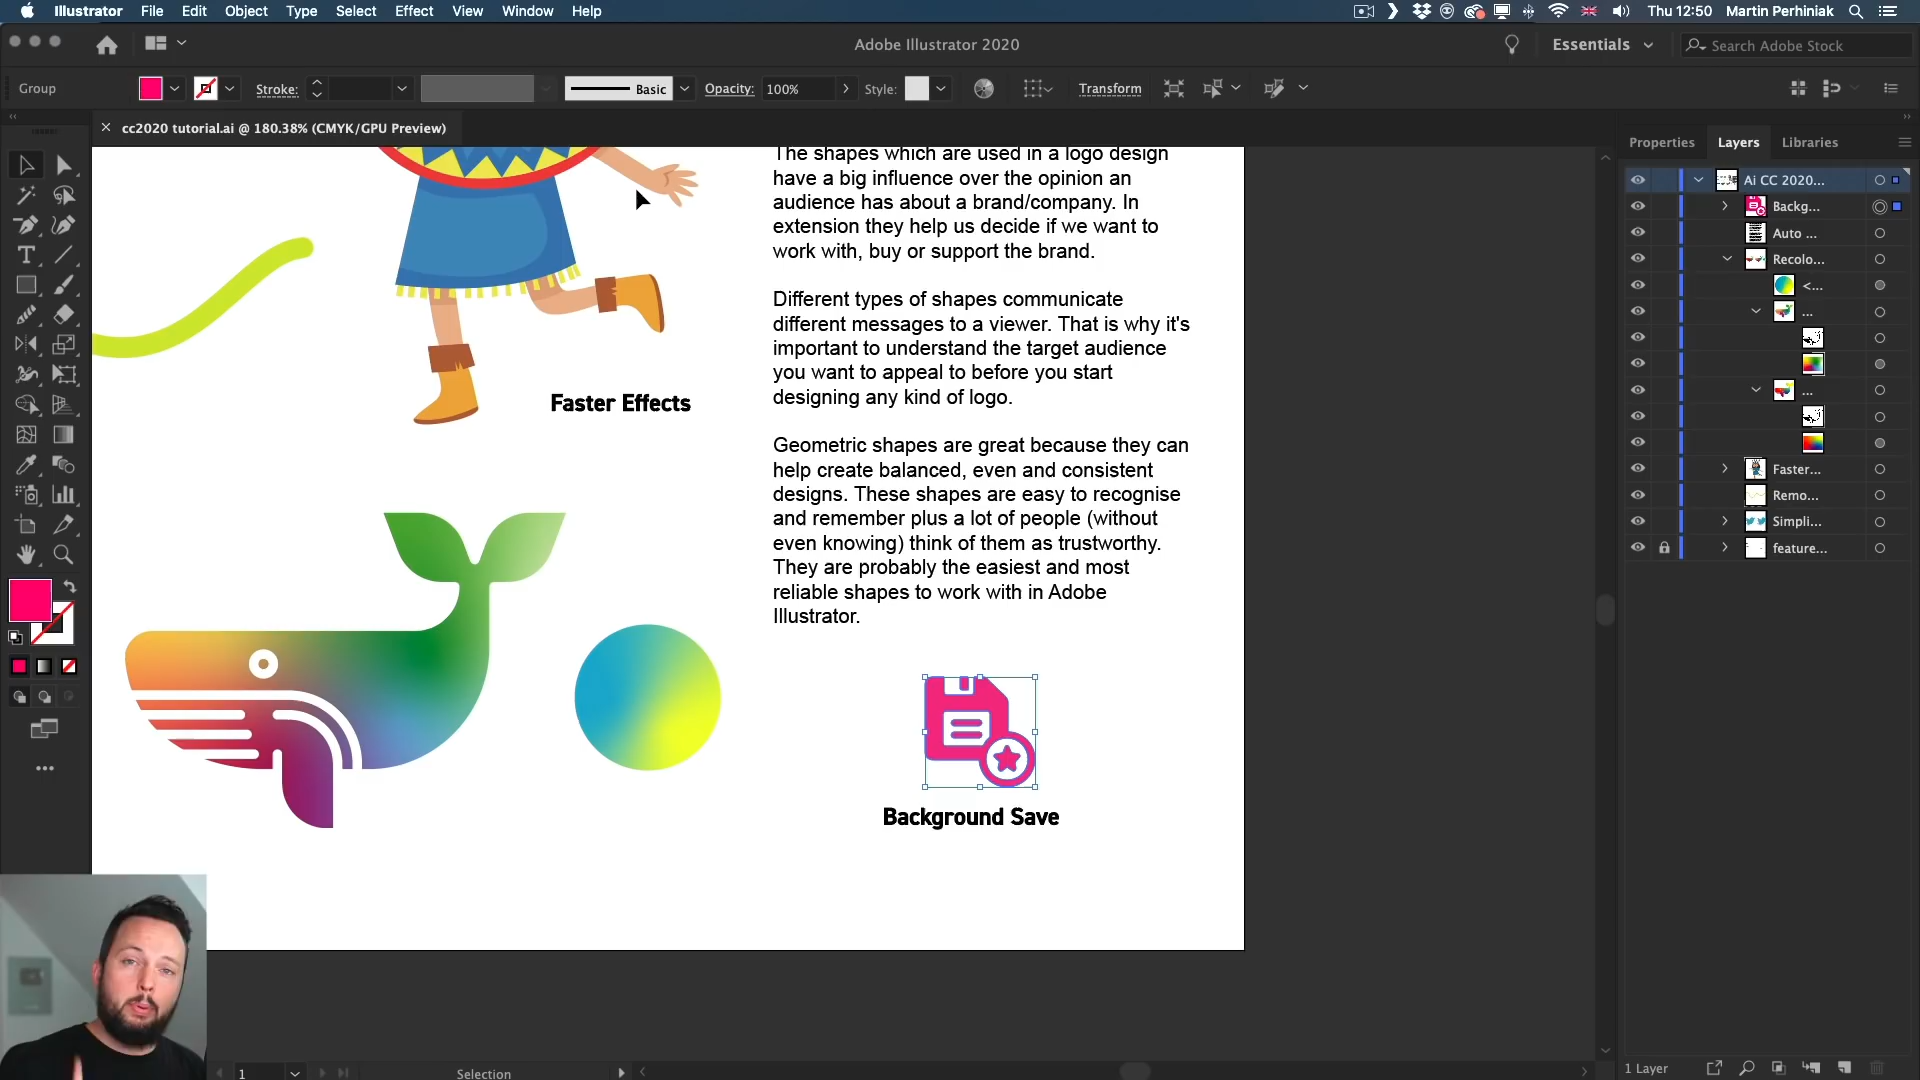 Illustrator File Edit Object Type Select Effect View Window Help
Thu 12:50 Martin Perhiniak
Adobe Illustrator 2020
Essentials
Search Adobe Stock
Group
Stroke:
Basic
Opacity: 100%
Style:
Transform
× cc2020 tutorial.ai @ 180.38% (CMYK/GPU Preview)
Properties Layers Libraries
Ai CC 2020...
Backg...
Auto ...
Recolo...
<...
...
...
Faster...
Remo...
Simpli...
feature...
The shapes which are used in a logo design
have a big influence over the opinion an
audience has about a brand/company. In
extension they help us decide if we want to
work with, buy or support the brand.
Different types of shapes communicate
different messages to a viewer. That is why it's
important to understand the target audience
you want to appeal to before you start
designing any kind of logo.
Geometric shapes are great because they can
help create balanced, even and consistent
designs. These shapes are easy to recognise
and remember plus a lot of people (without
even knowing) think of them as trustworthy.
They are probably the easiest and most
reliable shapes to work with in Adobe
Illustrator.
Faster Effects
Background Save
1
Selection
1 Layer